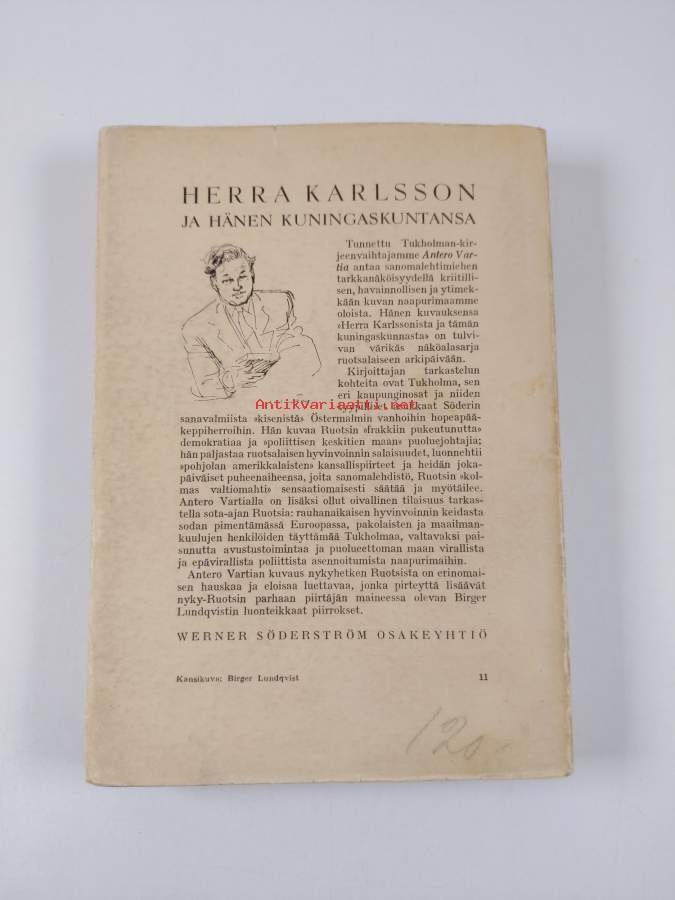 HERRA KARLSSON
JA HÄNEN KUNINGASKUNTANSA
Tunnettu Tukholman-kir-
jeenvaihtajamme Antero Var-
tia antaa sanomalehtimiehen
tarkkanäköisyydellä kriitilli-
sen, havainnollisen ja ytimek-
kään kuvan naapurimaamme
oloista. Hänen kuvauksensa
»Herra Karlssonista ja tämän
kuningaskunnasta» on tulvi-
van värikäs näköalasarja
ruotsalaiseen arkipäivään.
Kirjoittajan tarkastelun
kohteita ovat Tukholma, sen
eri kaupunginosat ja niiden
Antikvariaatti.net
asukkaat Söderin
sanavalmiista »kisenistä» Östermalmin vanhoihin hopeapää-
keppiherroihin. Hän kuvaa Ruotsin »frakkiin pukeutunutta»
demokratiaa ja »poliittisen keskitien maan» puoluejohtajia;
hän paljastaa ruotsalaisen hyvinvoinnin salaisuudet, luonnehtii
»pohjolan amerikkalaisten» kansallispiirteet ja heidän joka-
päiväiset puheenaiheensa, joita sanomalehdistö, Ruotsin »kol-
mas valtiomahti» sensaatiomaisesti säätää ja myötäilee.
Antero Vartialla on lisäksi ollut oivallinen tilaisuus tarkas-
tella sota-ajan Ruotsia: rauhanaikaisen hyvinvoinnin keidasta
sodan pimentämässä Euroopassa, pakolaisten ja maailman-
kuulujen henkilöiden täyttämää Tukholmaa, valtavaksi pai-
sunutta avustustoimintaa ja puolueettoman maan virallista
ja epävirallista poliittista asennoitumista naapurimaihin.
Antero Vartian kuvaus nykyhetken Ruotsista on erinomai-
sen hauskaa ja eloisaa luettavaa, jonka pirteyttä lisäävät
nyky-Ruotsin parhaan piirtäjän maineessa olevan Birger
Lundqvistin luonteikkaat piirrokset.
WERNER SÖDERSTRÖM OSAKEYHTIÖ
Kansikuva: Birger Lundqvist 11
120.-